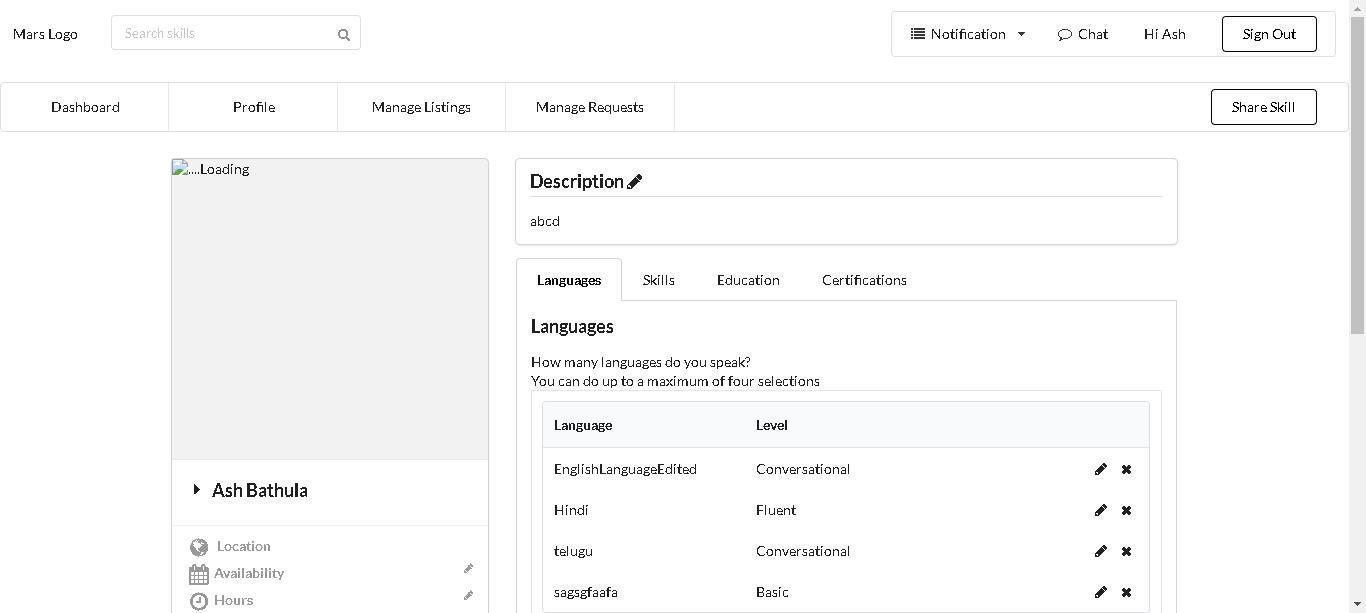 Mars Logo
Search skills
Notification
Chat
Hi Ash
Sign Out
Dashboard
Profile
Manage Listings
Manage Requests
Share Skill
....Loading
Ash Bathula
Location
Availability
Hours
Description
abcd
Languages
Skills
Education
Certifications
Languages
How many languages do you speak?
You can do up to a maximum of four selections
Language Level
EnglishLanguageEdited Conversational
Hindi Fluent
telugu Conversational
sagsgfaafa Basic